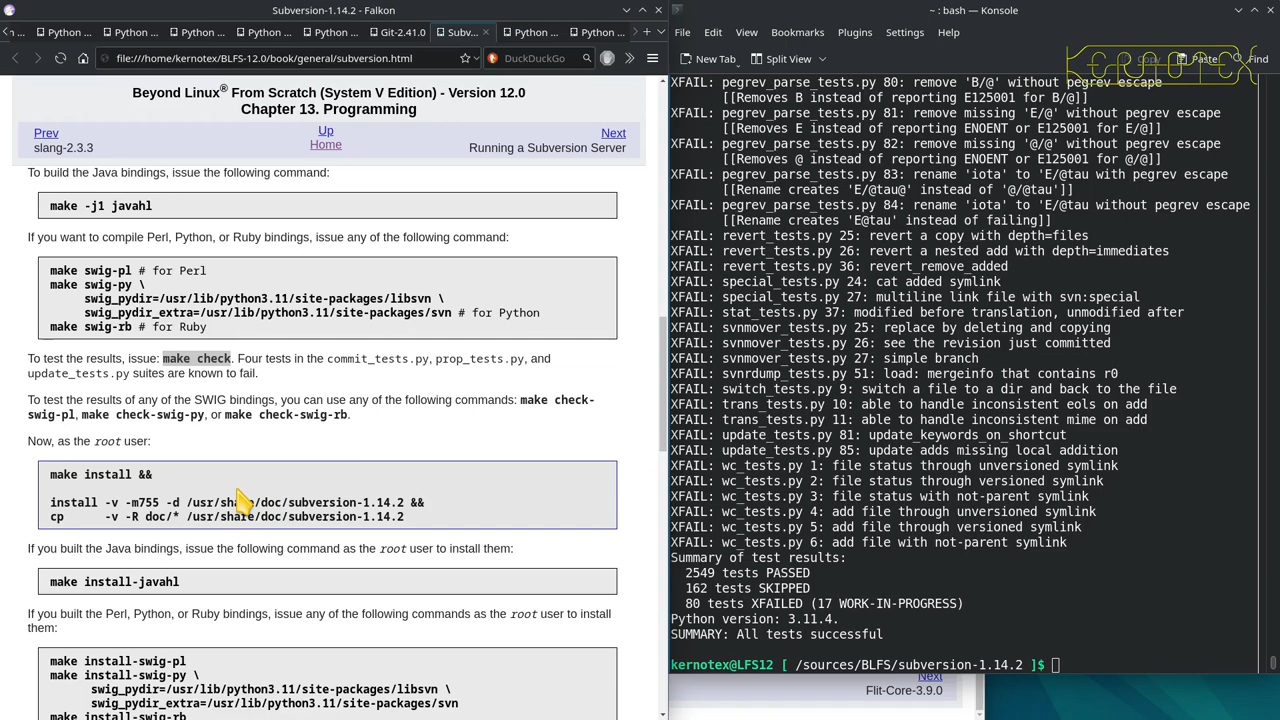 Subversion-1.14.2 - Falkon
n...
Python ...
Python ...
Python ...
Python ...
Python ...
Git-2.41.0
Subv...
Python ...
Python ...
file:///home/kernotex/BLFS-12.0/book/general/subversion.html
DuckDuckGo
Beyond Linux® From Scratch (System V Edition) - Version 12.0
Chapter 13. Programming
Prev
Up
Next
slang-2.3.3
Home
Running a Subversion Server
To build the Java bindings, issue the following command:
make -j1 javahl
If you want to compile Perl, Python, or Ruby bindings, issue any of the following command:
make swig-pl # for Perl
make swig-py \
swig_pydir=/usr/lib/python3.11/site-packages/libsvn \
swig_pydir_extra=/usr/lib/python3.11/site-packages/svn # for Python
make swig-rb # for Ruby
To test the results, issue: make check. Four tests in the commit_tests.py, prop_tests.py, and
update_tests.py suites are known to fail.
To test the results of any of the SWIG bindings, you can use any of the following commands: make check-
swig-pl, make check-swig-py, or make check-swig-rb.
Now, as the root user:
make install &&
install -v -m755 -d /usr/share/doc/subversion-1.14.2 &&
cp -v -R doc/* /usr/share/doc/subversion-1.14.2
If you built the Java bindings, issue the following command as the root user to install them:
make install-javahl
If you built the Perl, Python, or Ruby bindings, issue any of the following commands as the root user to install
them:
make install-swig-pl
make install-swig-py \
swig_pydir=/usr/lib/python3.11/site-packages/libsvn \
swig_pydir_extra=/usr/lib/python3.11/site-packages/svn
make install-swig-rb
~ : bash — Konsole
File Edit View Bookmarks Plugins Settings Help
New Tab
Split View
Copy
Paste
Find
Kernotex
XFAIL: pegrev_parse_tests.py 80: remove 'B/@' without pegrev escape
[[Removes B instead of reporting E125001 for B/@]]
XFAIL: pegrev_parse_tests.py 81: remove missing 'E/@' without pegrev escape
[[Removes E instead of reporting ENOENT or E125001 for E/@]]
XFAIL: pegrev_parse_tests.py 82: remove missing '@/@' without pegrev escape
[[Removes @ instead of reporting ENOENT or E125001 for @/@]]
XFAIL: pegrev_parse_tests.py 83: rename 'iota' to 'E/@tau with pegrev escape
[[Rename creates 'E/@tau@' instead of '@/@tau']]
XFAIL: pegrev_parse_tests.py 84: rename 'iota' to 'E/@tau without pegrev escape
[[Rename creates 'E@tau' instead of failing]]
XFAIL: revert_tests.py 25: revert a copy with depth=files
XFAIL: revert_tests.py 26: revert a nested add with depth=immediates
XFAIL: revert_tests.py 36: revert_remove_added
XFAIL: special_tests.py 24: cat added symlink
XFAIL: special_tests.py 27: multiline link file with svn:special
XFAIL: stat_tests.py 37: modified before translation, unmodified after
XFAIL: svnmover_tests.py 25: replace by deleting and copying
XFAIL: svnmover_tests.py 26: see the revision just committed
XFAIL: svnmover_tests.py 27: simple branch
XFAIL: svnrdump_tests.py 51: load: mergeinfo that contains r0
XFAIL: switch_tests.py 9: switch a file to a dir and back to the file
XFAIL: trans_tests.py 10: able to handle inconsistent eols on add
XFAIL: trans_tests.py 11: able to handle inconsistent mime on add
XFAIL: update_tests.py 81: update_keywords_on_shortcut
XFAIL: update_tests.py 85: update adds missing local addition
XFAIL: wc_tests.py 1: file status through unversioned symlink
XFAIL: wc_tests.py 2: file status through versioned symlink
XFAIL: wc_tests.py 3: file status with not-parent symlink
XFAIL: wc_tests.py 4: add file through unversioned symlink
XFAIL: wc_tests.py 5: add file through versioned symlink
XFAIL: wc_tests.py 6: add file with not-parent symlink
Summary of test results:
2549 tests PASSED
162 tests SKIPPED
80 tests XFAILED (17 WORK-IN-PROGRESS)
Python version: 3.11.4.
SUMMARY: All tests successful
kernotex@LFS12 [ /sources/BLFS/subversion-1.14.2 ]$
Next
Flit-Core-3.9.0